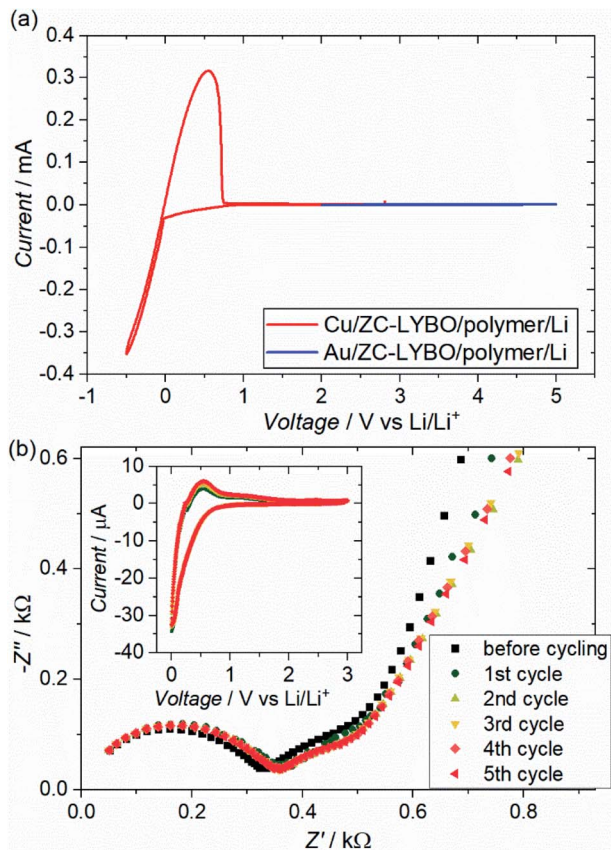 (a)
0.4
0.3
0.2
0.1
0.0
-0.1
-0.2
-0.3
-0.4
Current / mA
Cu/ZC-LYBO/polymer/Li
Au/ZC-LYBO/polymer/Li
-1 0 1 2 3 4 5
Voltage / V vs Li/Li⁺
(b)
0.6
0.4
0.2
0.0
-Z'' / kΩ
10
0
-10
-20
-30
-40
Current / μA
0 1 2 3
Voltage / V vs Li/Li⁺
before cycling
1st cycle
2nd cycle
3rd cycle
4th cycle
5th cycle
0.0 0.2 0.4 0.6 0.8
Z' / kΩ